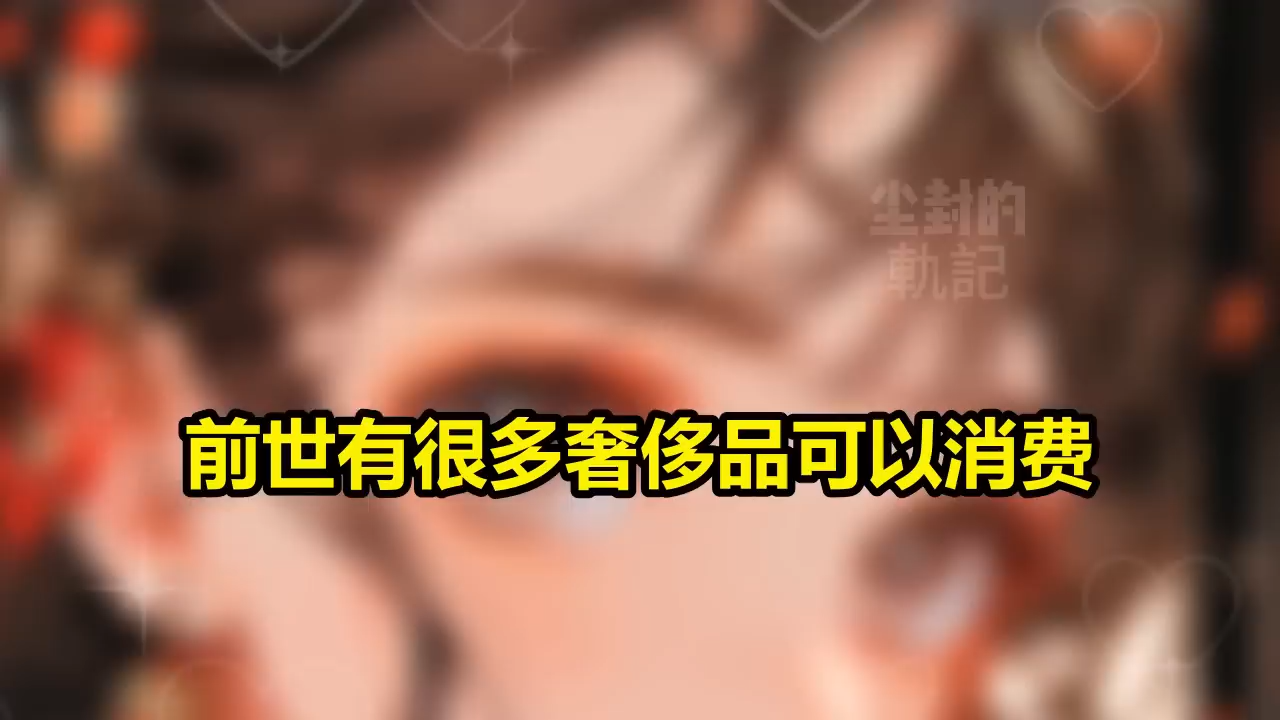 尘封的
軌記
前世有很多奢侈品可以消费